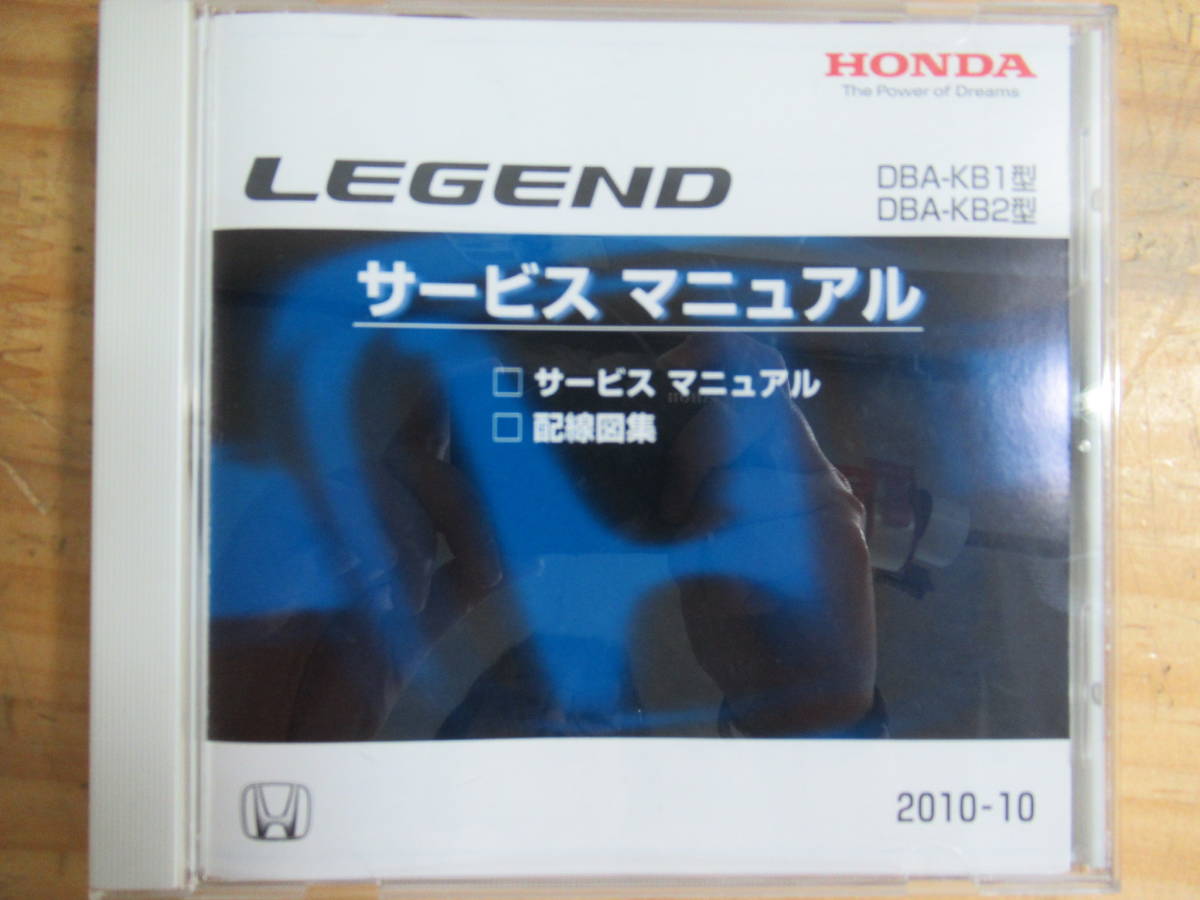 HONDA
The Power of Dreams
LEGEND
DBA-KB1型
DBA-KB2型
サービス マニュアル
□ サービス マニュアル
□ 配線図集
2010-10